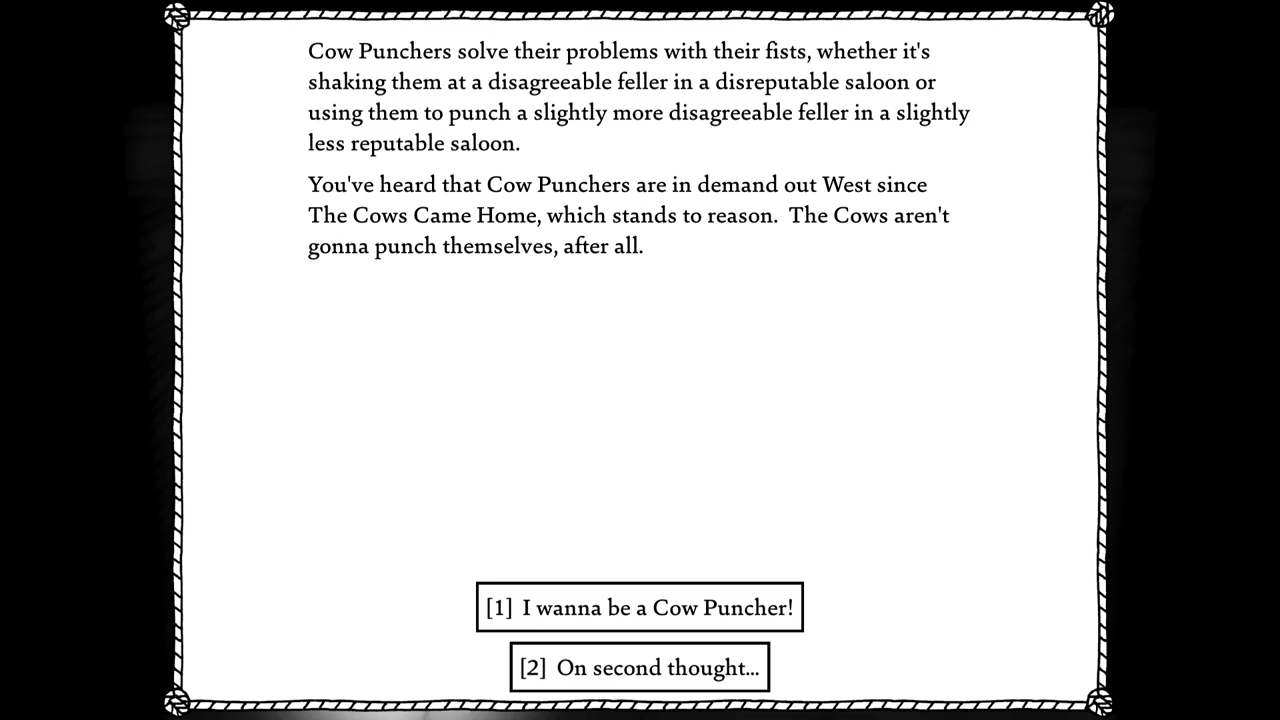 Cow Punchers solve their problems with their fists, whether it's
shaking them at a disagreeable feller in a disreputable saloon or
using them to punch a slightly more disagreeable feller in a slightly
less reputable saloon.
You've heard that Cow Punchers are in demand out West since
The Cows Came Home, which stands to reason.  The Cows aren't
gonna punch themselves, after all.
[1]  I wanna be a Cow Puncher!
[2]  On second thought...